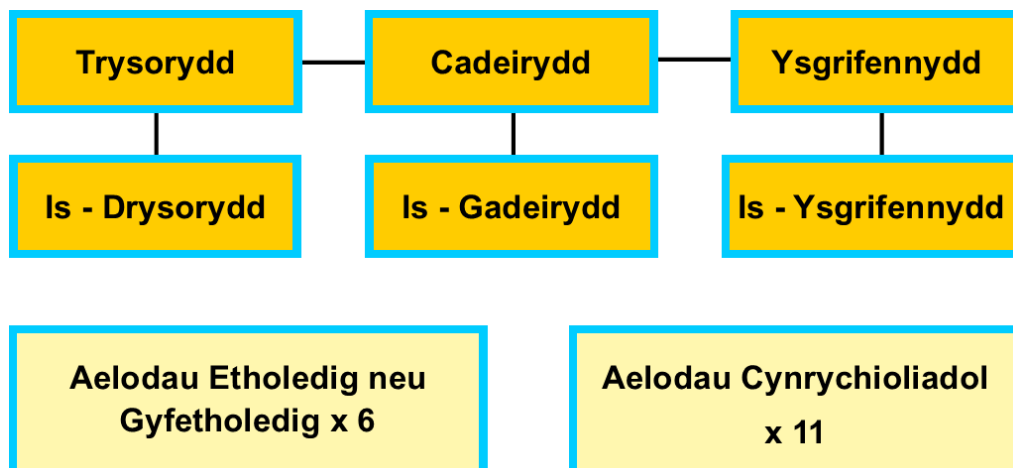 Trysorydd
Cadeirydd
Ysgrifennydd
Is - Drysorydd
Is - Gadeirydd
Is - Ysgrifennydd
Aelodau Etholedig neu
Gyfetholedig x 6
Aelodau Cynrychioliadol
x 11